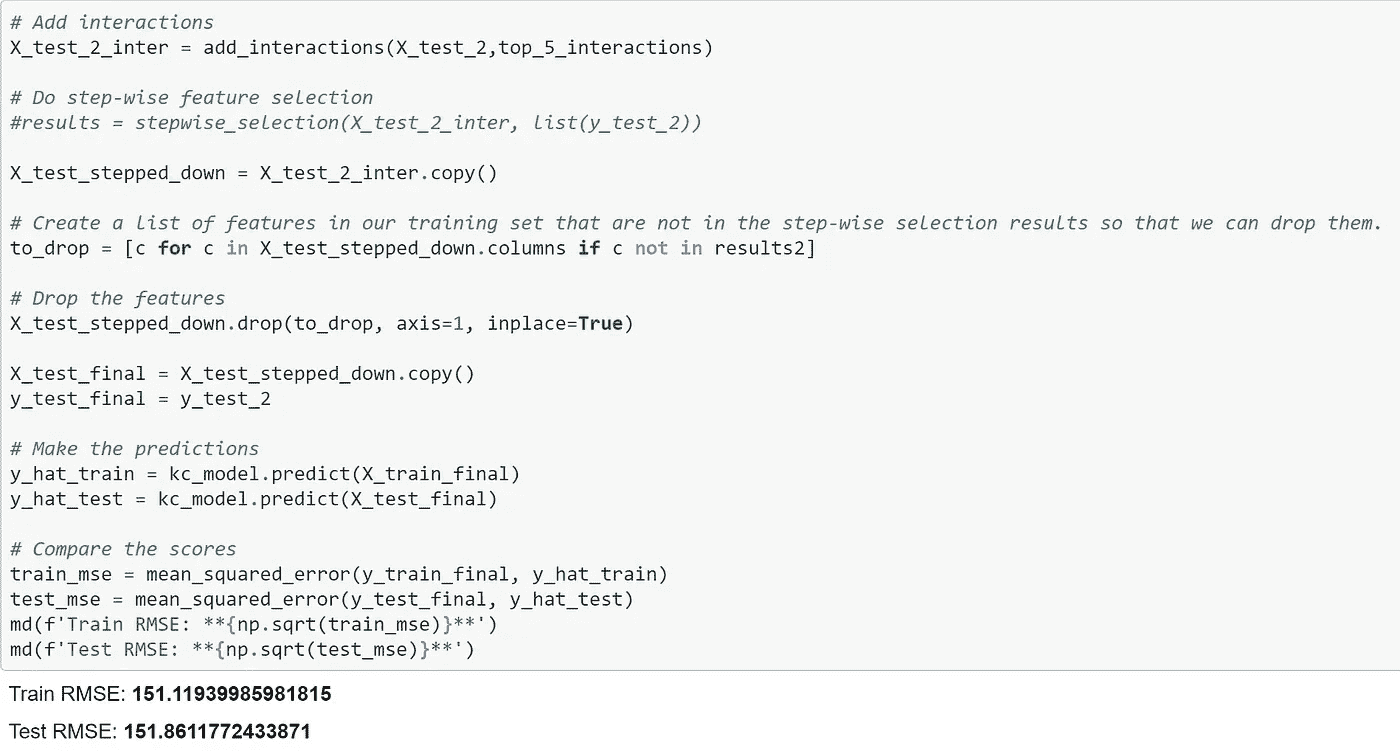 # Add interactions
X_test_2_inter = add_interactions(X_test_2,top_5_interactions)
# Do step-wise feature selection
#results = stepwise_selection(X_test_2_inter, list(y_test_2))
X_test_stepped_down = X_test_2_inter.copy()
# Create a list of features in our training set that are not in the step-wise selection results so that we can drop them.
to_drop = [c for c in X_test_stepped_down.columns if c not in results2]
# Drop the features
X_test_stepped_down.drop(to_drop, axis=1, inplace=True)
X_test_final = X_test_stepped_down.copy()
y_test_final = y_test_2
# Make the predictions
y_hat_train = kc_model.predict(X_train_final)
y_hat_test = kc_model.predict(X_test_final)
# Compare the scores
train_mse = mean_squared_error(y_train_final, y_hat_train)
test_mse = mean_squared_error(y_test_final, y_hat_test)
md(f'Train RMSE: **{np.sqrt(train_mse)}**')
md(f'Test RMSE: **{np.sqrt(test_mse)}**')
Train RMSE: 151.11939985981815
Test RMSE: 151.8611772433871